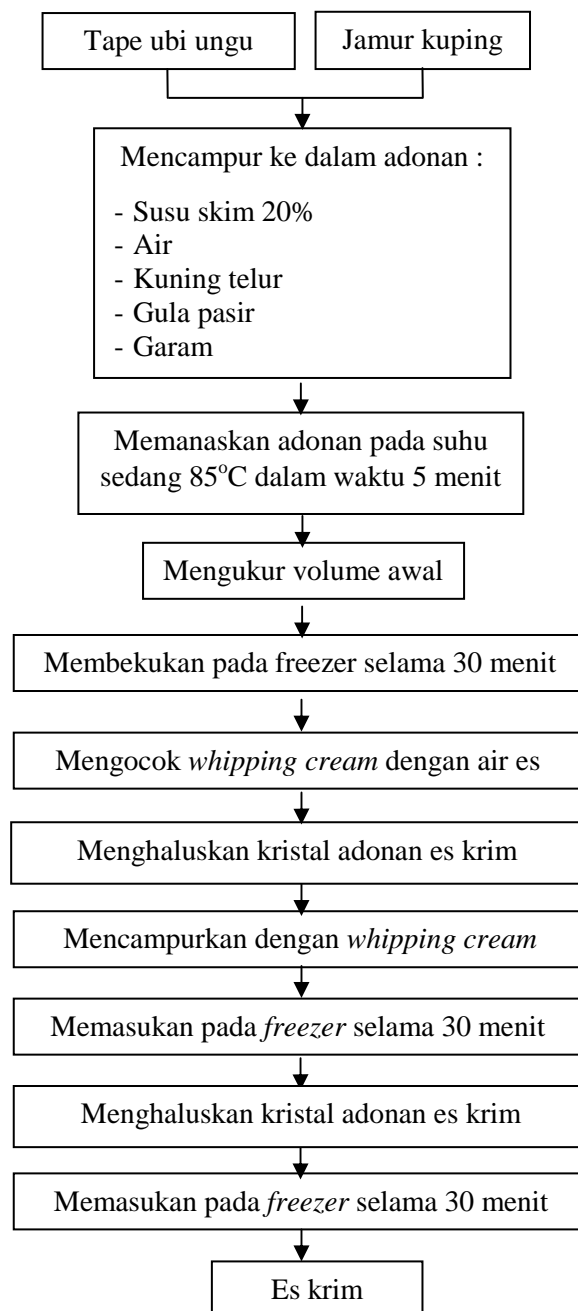 Tape ubi ungu
Jamur kuping
Mencampur ke dalam adonan :
- Susu skim 20%
- Air
- Kuning telur
- Gula pasir
- Garam
Memanaskan adonan pada suhu
sedang 85°C dalam waktu 5 menit
Mengukur volume awal
Membekukan pada freezer selama 30 menit
Mengocok whipping cream dengan air es
Menghaluskan kristal adonan es krim
Mencampurkan dengan whipping cream
Memasukan pada freezer selama 30 menit
Menghaluskan kristal adonan es krim
Memasukan pada freezer selama 30 menit
Es krim